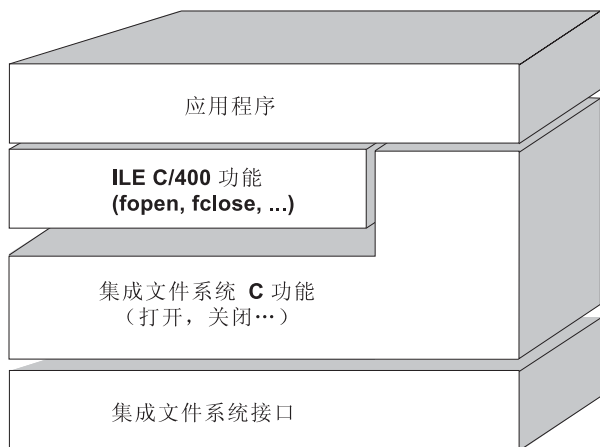 应用程序
ILE C/400 功能
(fopen, fclose, ...)
集成文件系统 C 功能
（打开，关闭…）
集成文件系统接口